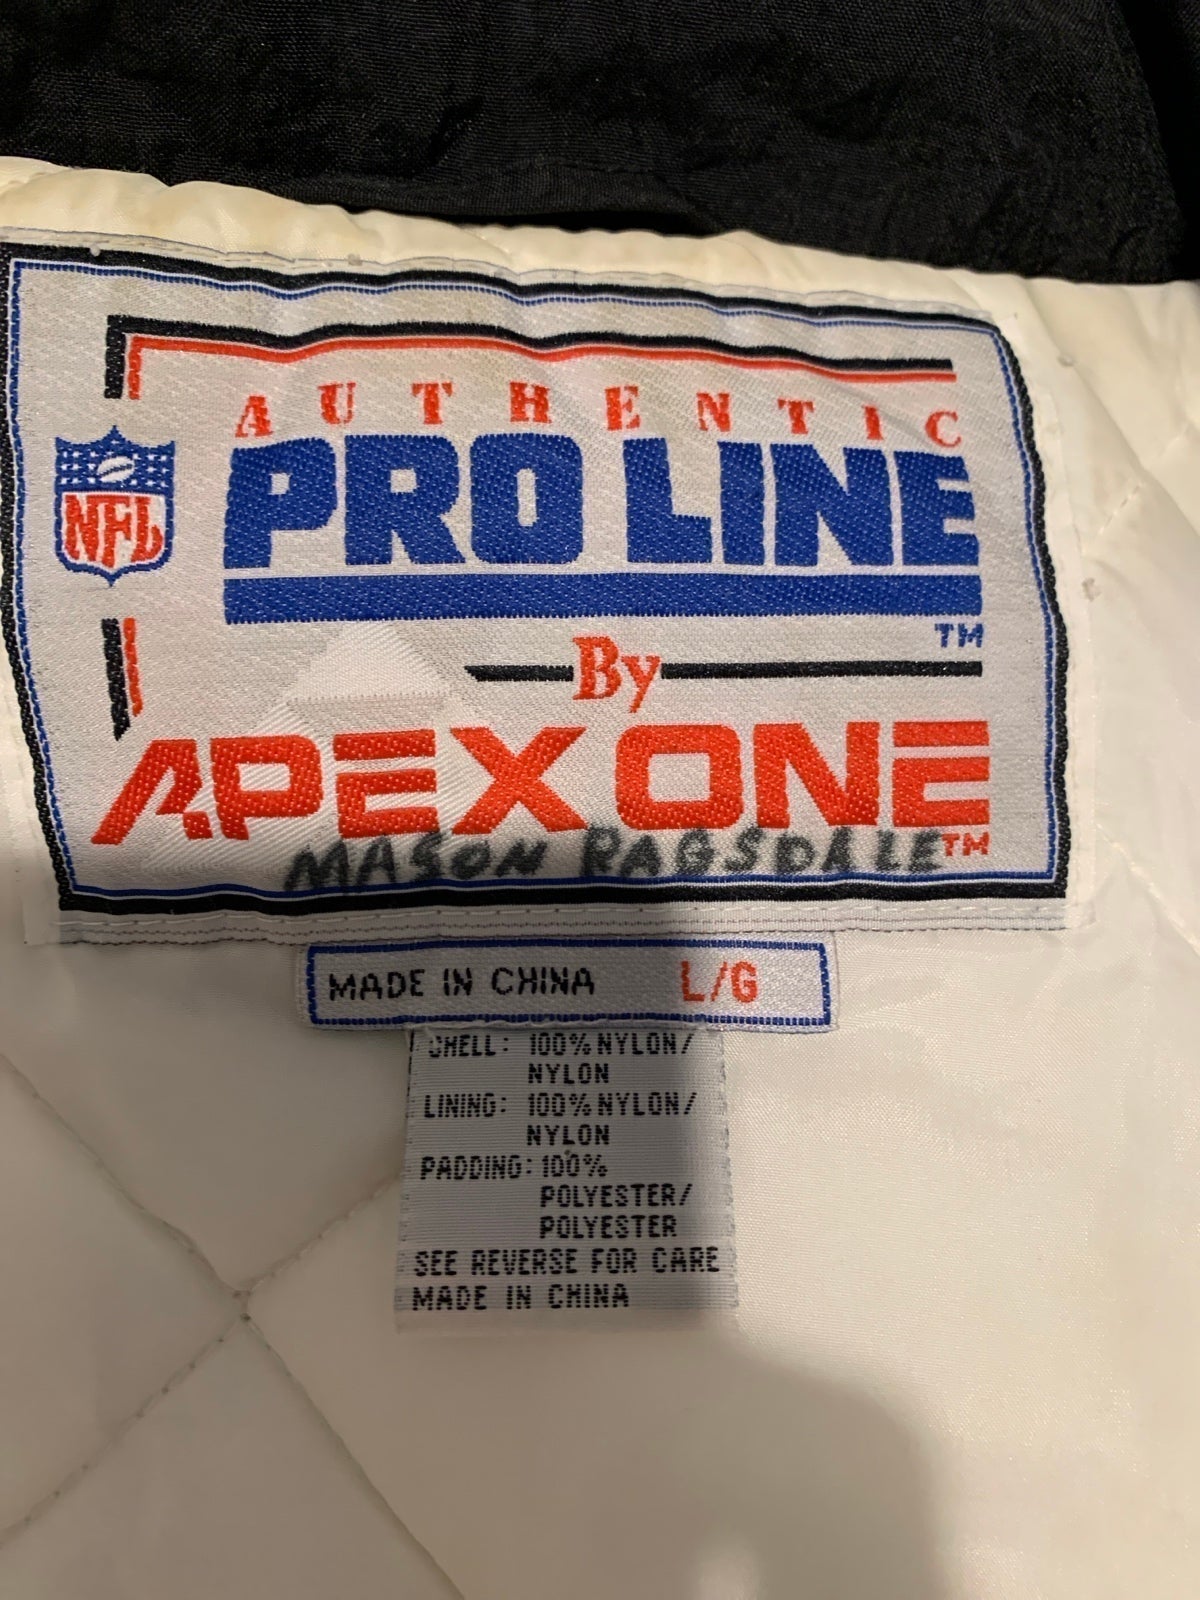 AUTHENTIC
NFL
PRO LINE
TM
By
APEX ONE
TM
MASON RAGSDALE
MADE IN CHINA L/G
SHELL: 100% NYLON/
NYLON
LINING: 100% NYLON/
NYLON
PADDING: 100%
POLYESTER/
POLYESTER
SEE REVERSE FOR CARE
MADE IN CHINA